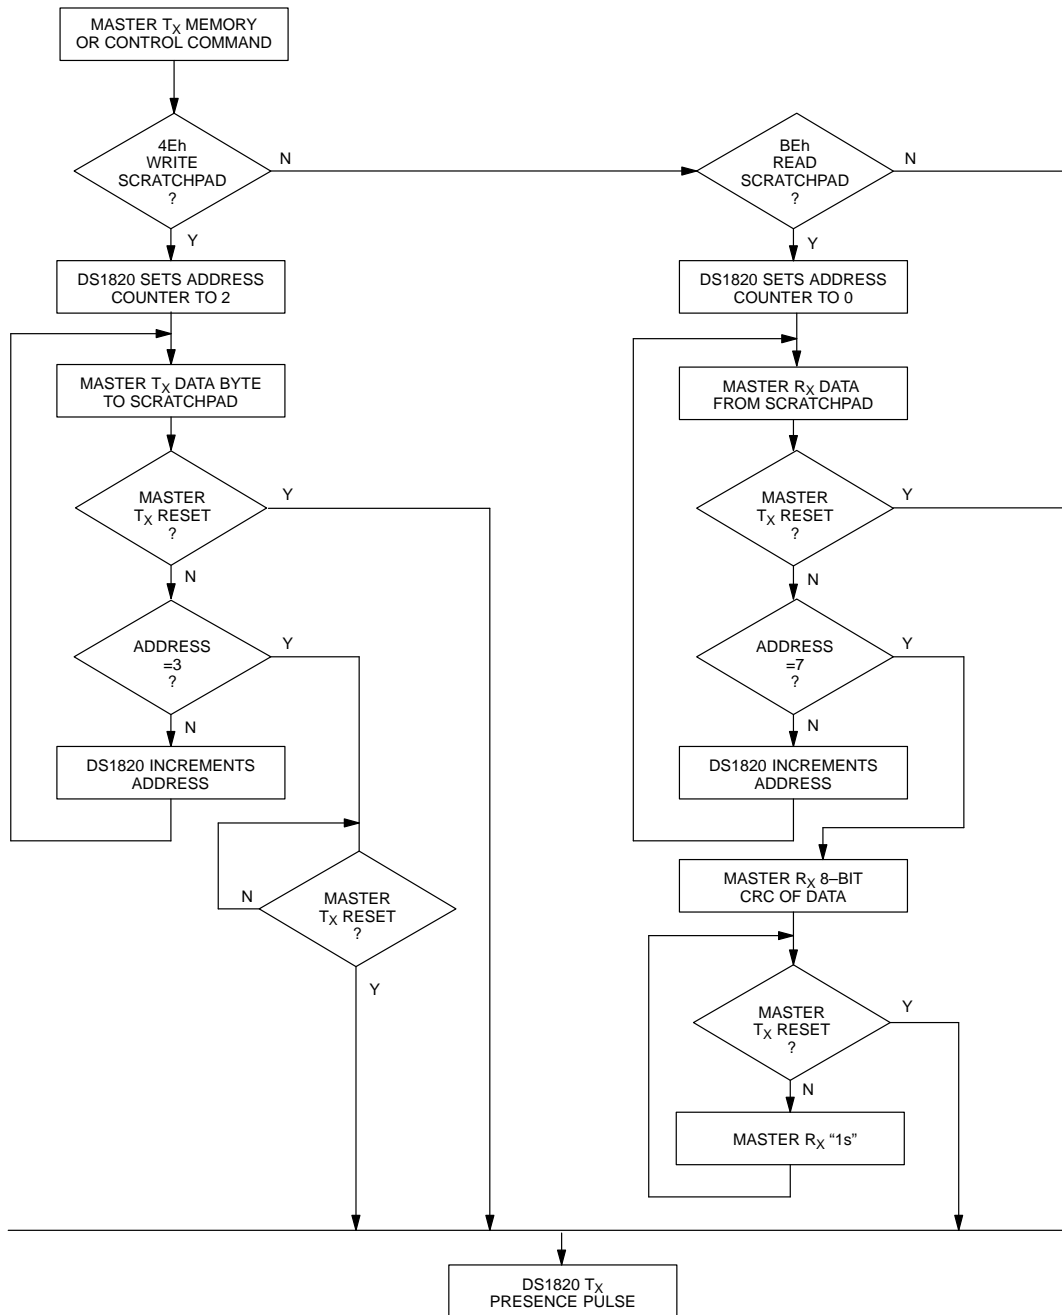 MASTER TX MEMORY
OR CONTROL COMMAND
4Eh
WRITE
SCRATCHPAD
?
N
Y
DS1820 SETS ADDRESS
COUNTER TO 2
MASTER TX DATA BYTE
TO SCRATCHPAD
MASTER
TX RESET
?
Y
N
ADDRESS
=3
?
Y
N
DS1820 INCREMENTS
ADDRESS
MASTER
TX RESET
?
N
Y
BEh
READ
SCRATCHPAD
?
N
Y
DS1820 SETS ADDRESS
COUNTER TO 0
MASTER RX DATA
FROM SCRATCHPAD
MASTER
TX RESET
?
Y
N
ADDRESS
=7
?
Y
N
DS1820 INCREMENTS
ADDRESS
MASTER RX 8–BIT
CRC OF DATA
MASTER
TX RESET
?
Y
N
MASTER RX “1s”
DS1820 TX
PRESENCE PULSE